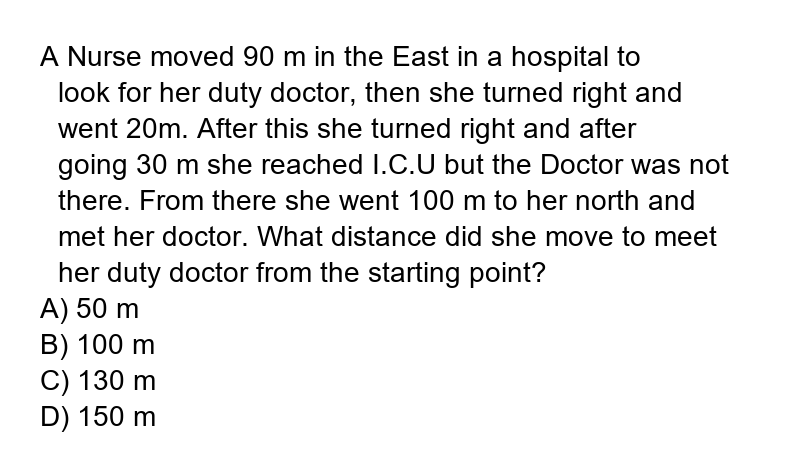 A Nurse moved 90 m in the East in a hospital to
look for her duty doctor, then she turned right and
went 20m. After this she turned right and after
going 30 m she reached I.C.U but the Doctor was not
there. From there she went 100 m to her north and
met her doctor. What distance did she move to meet
her duty doctor from the starting point?
A) 50 m
B) 100 m
C) 130 m
D) 150 m